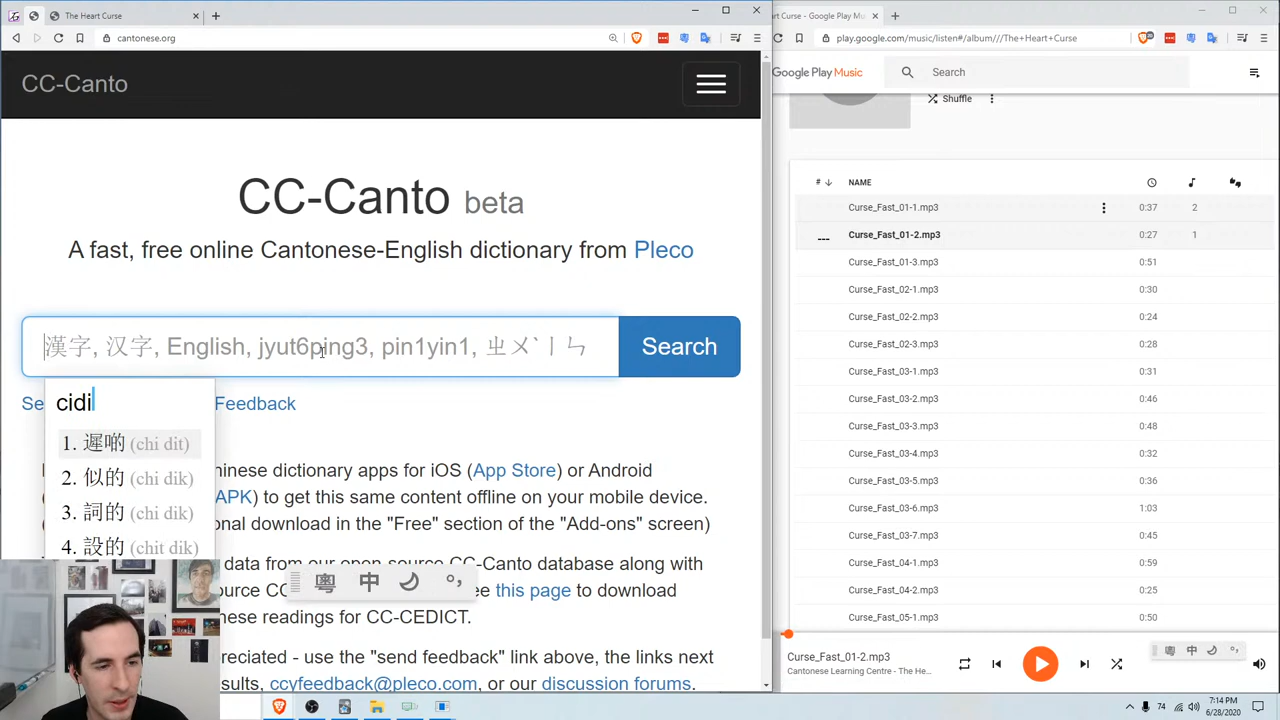 The Heart Curse
cantonese.org
CC-Canto
CC-Canto beta
A fast, free online Cantonese-English dictionary from Pleco
漢字, 汉字, English, jyut6ping3, pin1yin1, ㄓㄨˋㄧㄣ
Search
Se
Feedback
cidi
1. 遲啲 (chi dit)
2. 似的 (chi dik)
3. 詞的 (chi dik)
4. 設的 (chit dik)
hinese dictionary apps for iOS (App Store) or Android
APK) to get this same content offline on your mobile device.
onal download in the "Free" section of the "Add-ons" screen)
data from our open source CC-Canto database along with
ource CC
ee this page to download
nese readings for CC-CEDICT.
reciated - use the "send feedback" link above, the links next
sults, ccyfeedback@pleco.com, or our discussion forums.
粵 中
rt Curse - Google Play Music
play.google.com/music/listen#/album///The+Heart+Curse
Google Play Music
Search
Shuffle
# NAME
Curse_Fast_01-1.mp3 0:37 2
Curse_Fast_01-2.mp3 0:27 1
Curse_Fast_01-3.mp3 0:51
Curse_Fast_02-1.mp3 0:30
Curse_Fast_02-2.mp3 0:34
Curse_Fast_02-3.mp3 0:28
Curse_Fast_03-1.mp3 0:31
Curse_Fast_03-2.mp3 0:46
Curse_Fast_03-3.mp3 0:48
Curse_Fast_03-4.mp3 0:32
Curse_Fast_03-5.mp3 0:36
Curse_Fast_03-6.mp3 1:03
Curse_Fast_03-7.mp3 0:45
Curse_Fast_04-1.mp3 0:59
Curse_Fast_04-2.mp3 0:25
Curse_Fast_05-1.mp3 0:50
粵 中
Curse_Fast_01-2.mp3
Cantonese Learning Centre - The He...
74
7:14 PM
6/28/2020